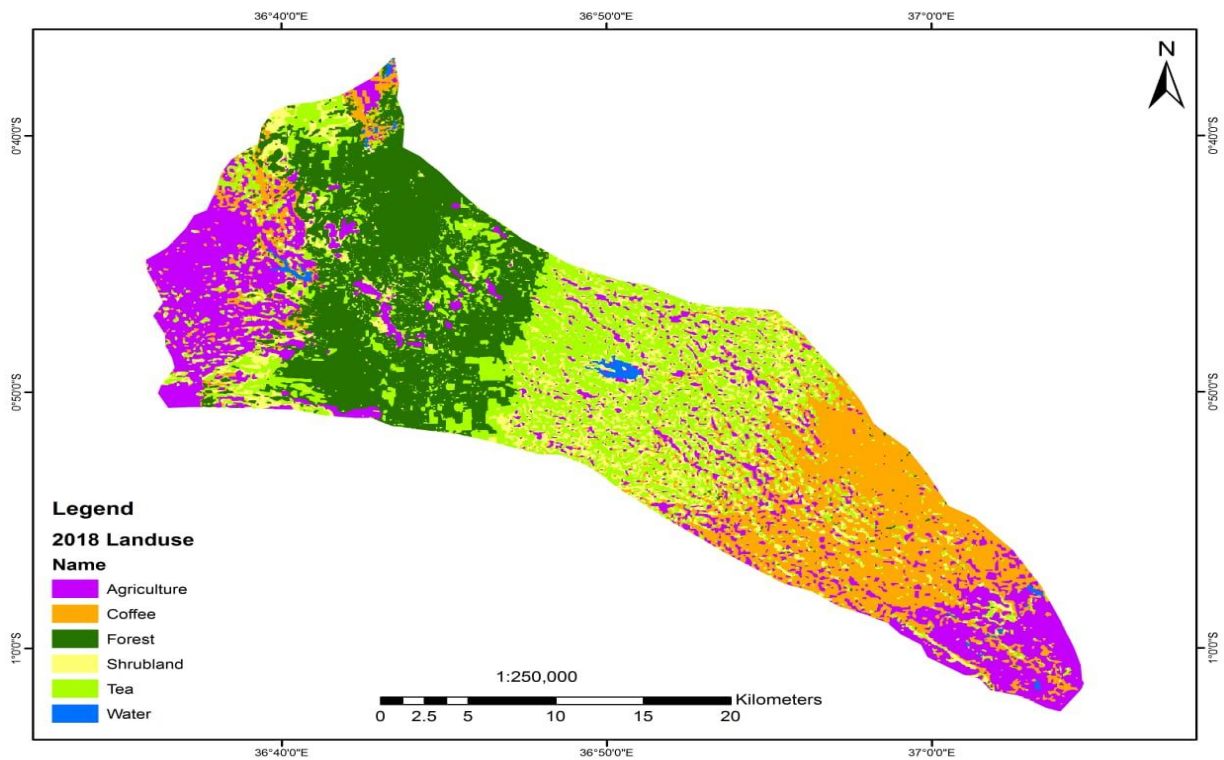 36°40'0"E 36°50'0"E 37°0'0"E
N
0°40'0"S 0°40'0"S
0°50'0"S 0°50'0"S
Legend
2018 Landuse
Name
Agriculture
Coffee
Forest
Shrubland
Tea
Water
1°0'0"S 1°0'0"S
1:250,000
Kilometers
0 2.5 5 10 15 20
36°40'0"E 36°50'0"E 37°0'0"E